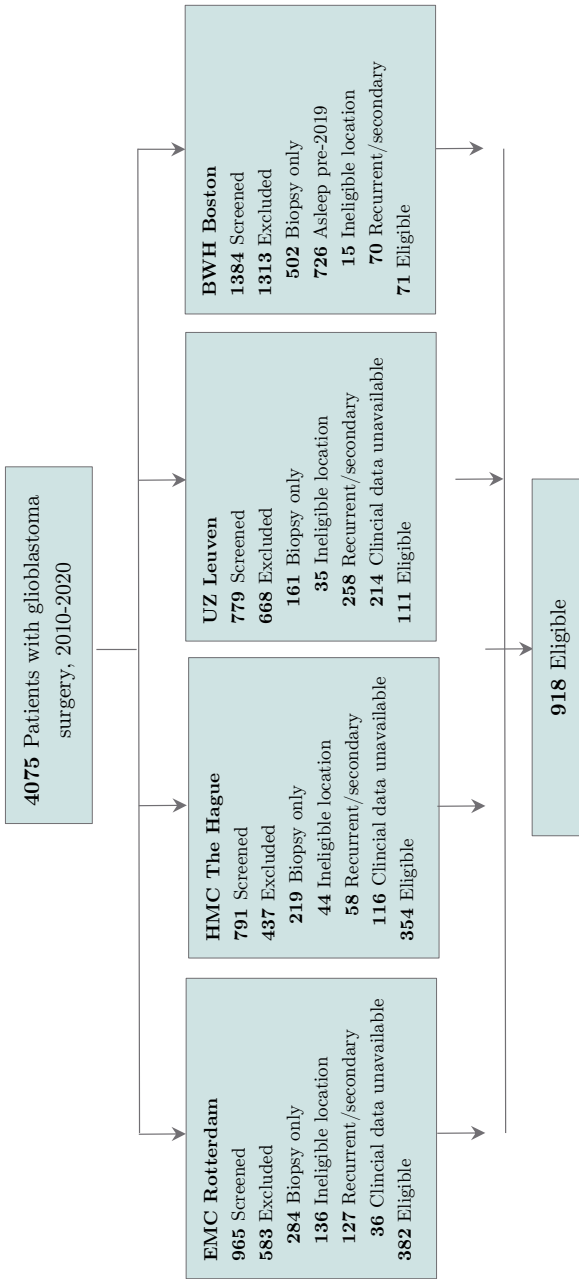 4075 Patients with glioblastoma
surgery, 2010-2020
EMC Rotterdam
965 Screened
583 Excluded
284 Biopsy only
136 Ineligible location
127 Recurrent/secondary
36 Clincial data unavailable
382 Eligible
HMC The Hague
791 Screened
437 Excluded
219 Biopsy only
44 Ineligible location
58 Recurrent/secondary
116 Clincial data unavailable
354 Eligible
UZ Leuven
779 Screened
668 Excluded
161 Biopsy only
35 Ineligible location
258 Recurrent/secondary
214 Clincial data unavailable
111 Eligible
BWH Boston
1384 Screened
1313 Excluded
502 Biopsy only
726 Asleep pre-2019
15 Ineligible location
70 Recurrent/secondary
71 Eligible
918 Eligible